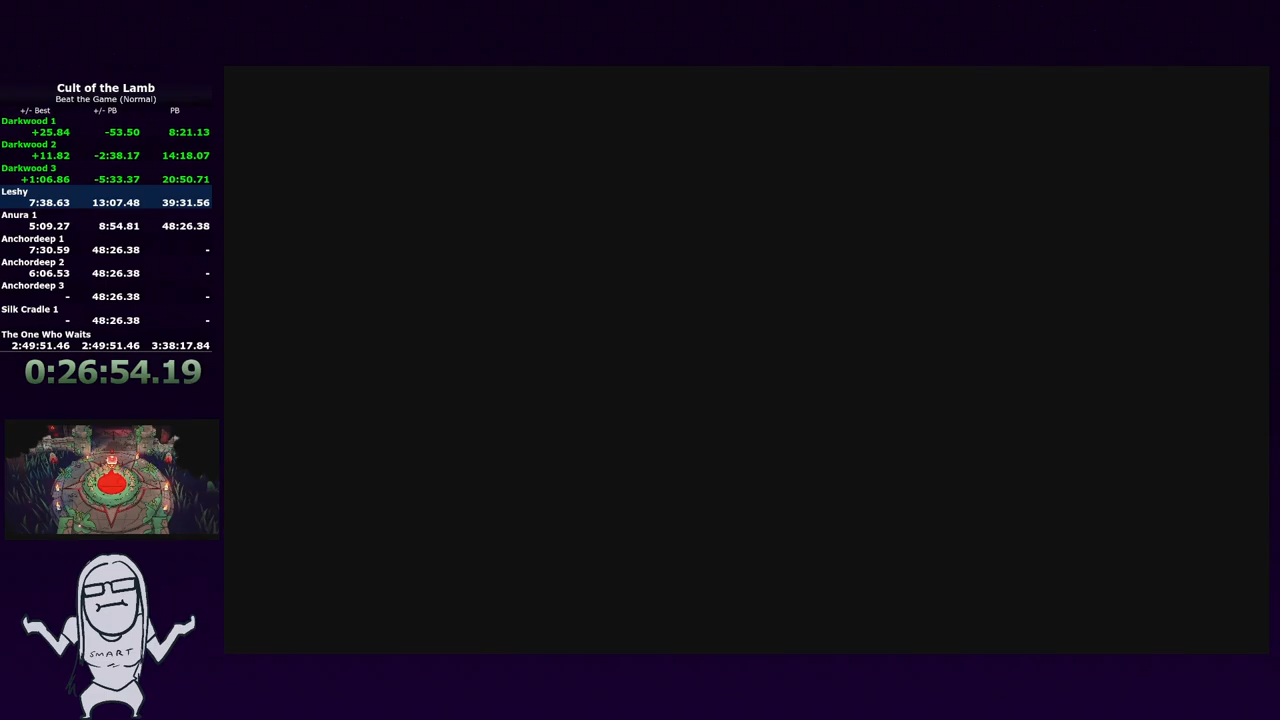 Cult of the Lamb
Beat the Game (Normal)
+/- Best +/- PB PB
Darkwood 1
+25.84 -53.50 8:21.13
Darkwood 2
+11.82 -2:38.17 14:18.07
Darkwood 3
+1:06.86 -5:33.37 20:50.71
Leshy
7:38.63 13:07.48 39:31.56
Anura 1
5:09.27 8:54.81 48:26.38
Anchordeep 1
7:30.59 48:26.38 -
Anchordeep 2
6:06.53 48:26.38 -
Anchordeep 3
- 48:26.38 -
Silk Cradle 1
- 48:26.38 -
The One Who Waits
2:49:51.46 2:49:51.46 3:38:17.84
0:26:54.19
SMART